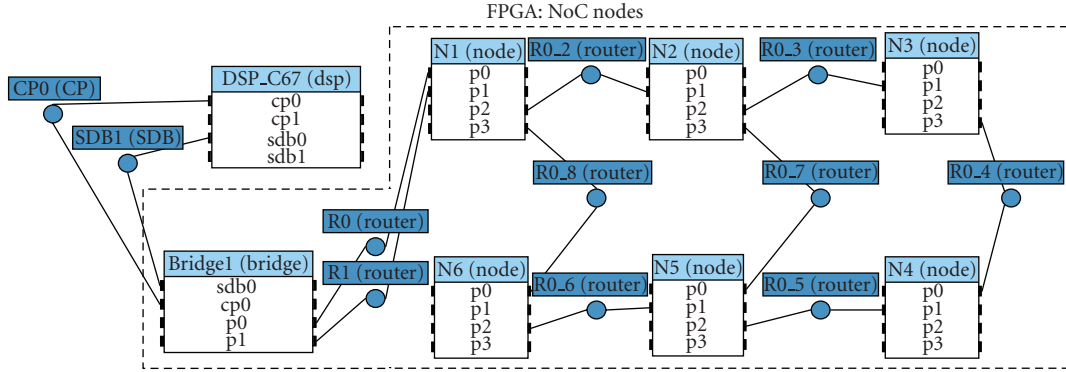 FPGA: NoC nodes
CP0 (CP)
SDB1 (SDB)
DSP_C67 (dsp)
cp0
cp1
sdb0
sdb1
N1 (node)
p0
p1
p2
p3
R0_2 (router)
N2 (node)
p0
p1
p2
p3
R0_3 (router)
N3 (node)
p0
p1
p2
p3
R0_8 (router)
R0_7 (router)
R0_4 (router)
R0 (router)
R1 (router)
Bridge1 (bridge)
sdb0
cp0
p0
p1
N6 (node)
p0
p1
p2
p3
R0_6 (router)
N5 (node)
p0
p1
p2
p3
R0_5 (router)
N4 (node)
p0
p1
p2
p3